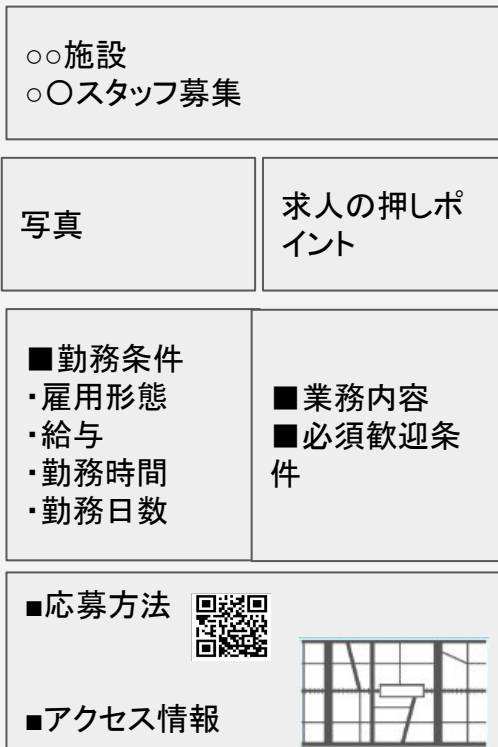 ○○施設
○〇スタッフ募集
写真
求人の押しポ
イント
■勤務条件
・雇用形態
・給与
・勤務時間
・勤務日数
■業務内容
■必須歓迎条
件
■応募方法
■アクセス情報